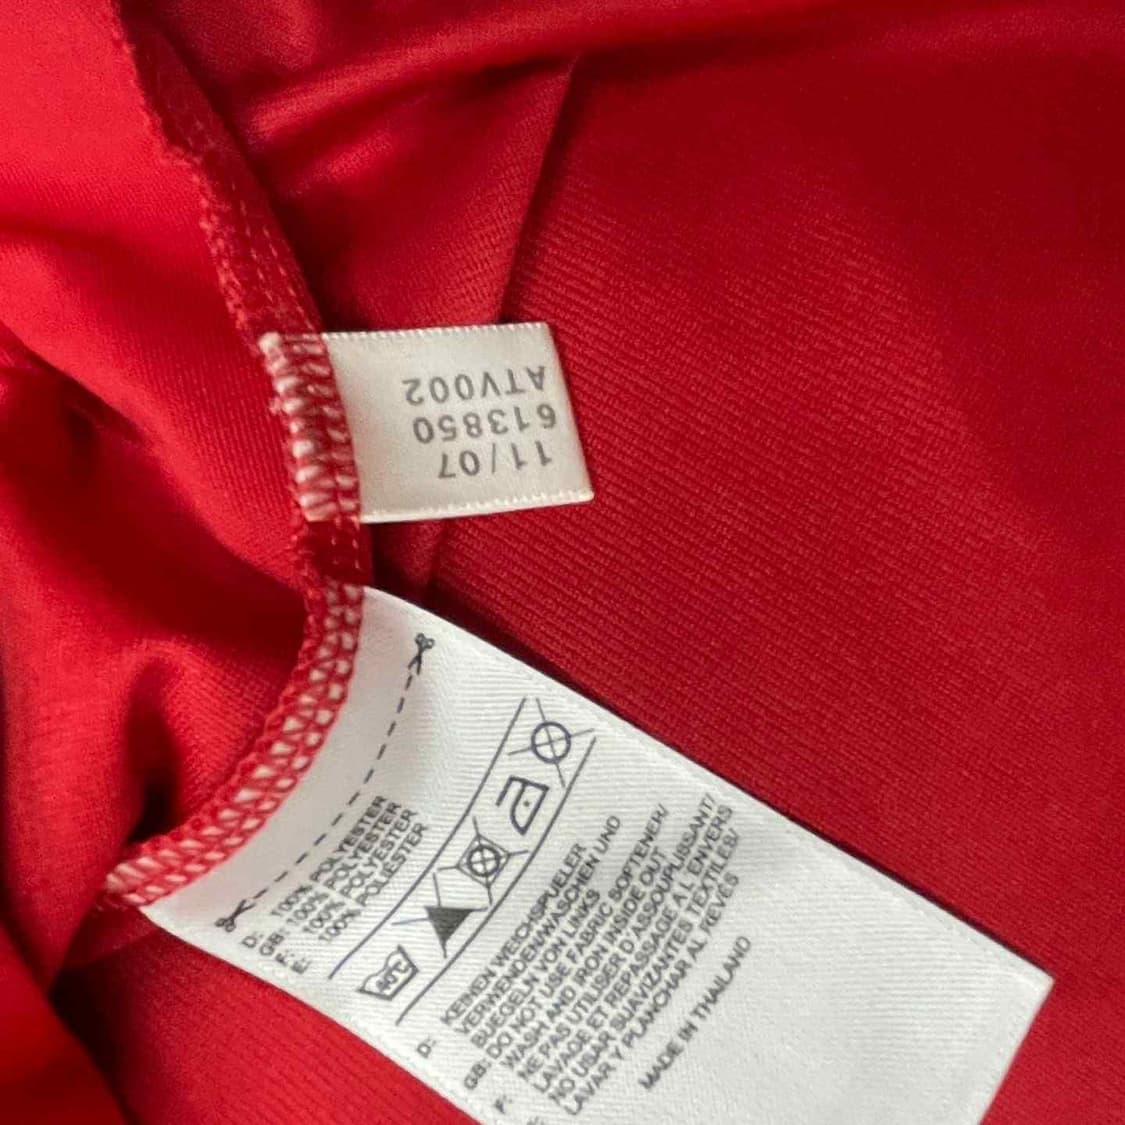 11/07
613850
ATV002
D: 100% POLYESTER
GB: 100% POLYESTER
F: 100% POLYESTER
E: 100% POLIESTER
40°C
D: KEINEN WEICHSPUELER
VERWENDEN/WASCHEN UND
BUEGELN VON LINKS
GB: DO NOT USE FABRIC SOFTENER/
WASH AND IRON INSIDE OUT
F: NE PAS UTILISER D'ASSOUPLISSANT/
LAVAGE ET REPASSAGE A L ENVERS
NO USAR SUAVIZANTES TEXTILES/
LAVAR Y PLANCHAR AL REVÉS
MADE IN THAILAND